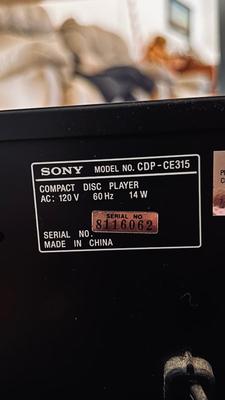 SONY MODEL NO. CDP-CE315
COMPACT DISC PLAYER
AC: 120 V 60 Hz 14 W
SERIAL NO
8116062
SERIAL NO.
MADE IN CHINA